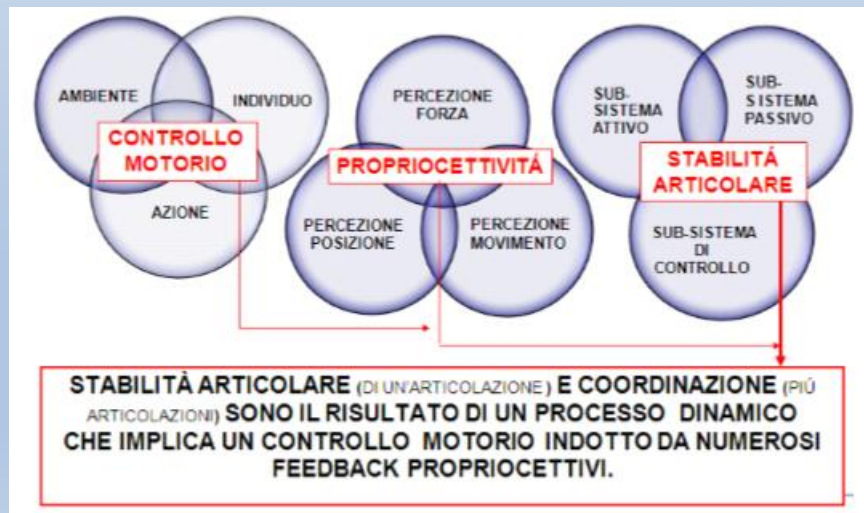 AMBIENTE
INDIVIDUO
CONTROLLO
MOTORIO
AZIONE
PERCEZIONE
FORZA
PROPRIOCETTIVITÁ
PERCEZIONE
POSIZIONE
PERCEZIONE
MOVIMENTO
SUB-
SISTEMA
ATTIVO
SUB-
SISTEMA
PASSIVO
STABILITÁ
ARTICOLARE
SUB-SISTEMA
DI
CONTROLLO
STABILITÀ ARTICOLARE (DI UN'ARTICOLAZIONE) E COORDINAZIONE (PIÙ
ARTICOLAZIONI) SONO IL RISULTATO DI UN PROCESSO DINAMICO
CHE IMPLICA UN CONTROLLO MOTORIO INDOTTO DA NUMEROSI
FEEDBACK PROPRIOCETTIVI.